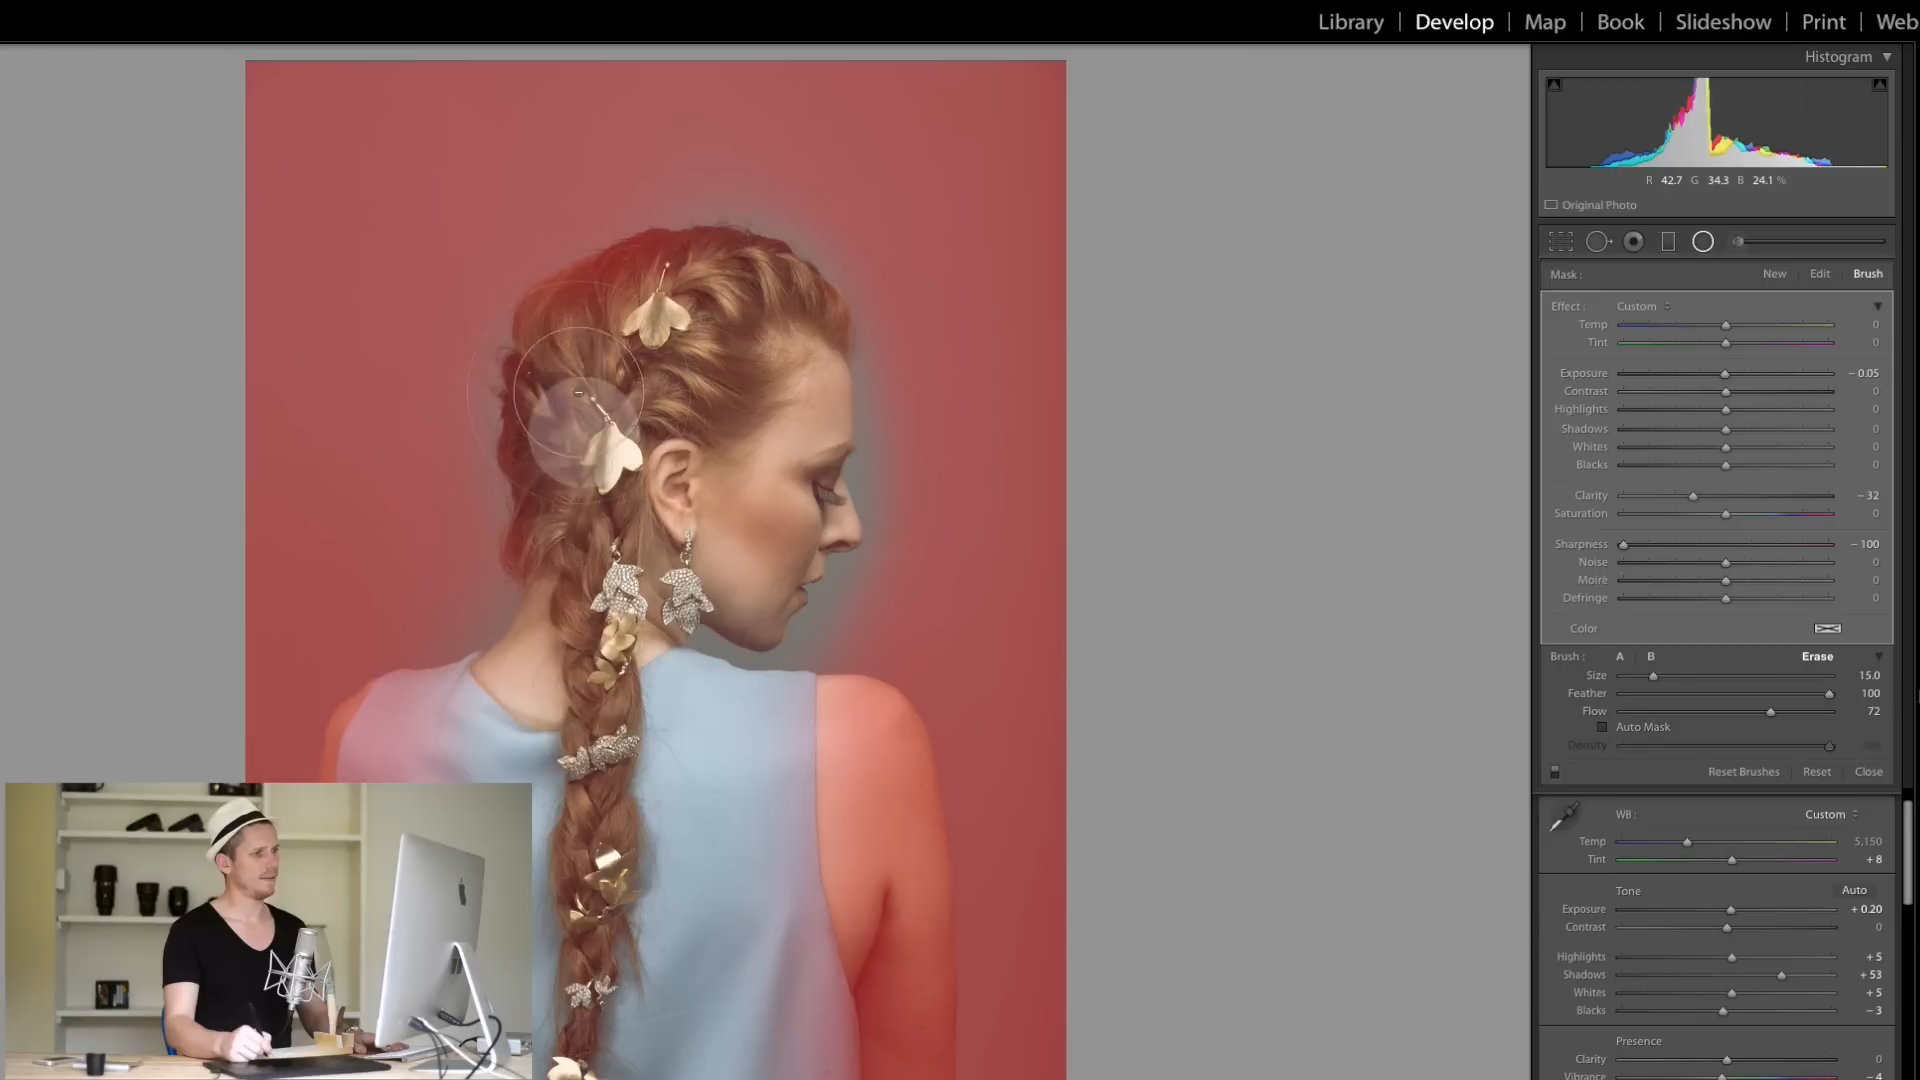 Library | Develop | Map | Book | Slideshow | Print | Web
Histogram
R 42.7 G 34.3 B 24.1 %
Original Photo
Mask : New Edit Brush
Effect : Custom
Temp 0
Tint 0
Exposure – 0.05
Contrast 0
Highlights 0
Shadows 0
Whites 0
Blacks 0
Clarity – 32
Saturation 0
Sharpness – 100
Noise 0
Moiré 0
Defringe 0
Color
Brush : A B Erase
Size 15.0
Feather 100
Flow 72
Auto Mask
Density 100
Reset Brushes Reset Close
WB : Custom
Temp 5,150
Tint + 8
Tone Auto
Exposure + 0.20
Contrast 0
Highlights + 5
Shadows + 53
Whites + 5
Blacks – 3
Presence
Clarity 0
Vibrance – 4